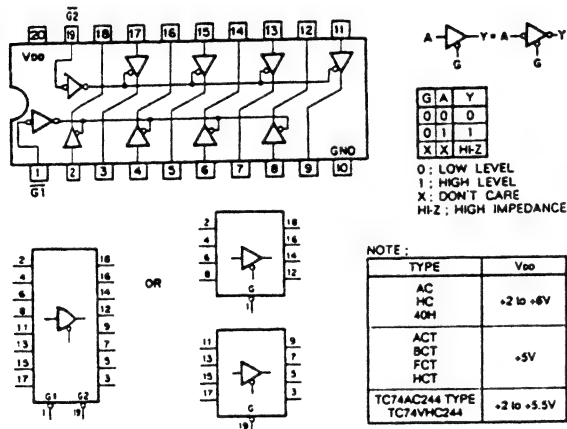 G2
20 19 18 17 16 15 14 13 12 11
VDD
GND
1 2 3 4 5 6 7 8 9 10
G1
A Y = A Y
G G
G A Y
0 0 0
0 1 1
X X HI-Z
0 ; LOW LEVEL
1 ; HIGH LEVEL
X ; DON'T CARE
HI-Z ; HIGH IMPEDANCE
2 18
4 16
6 14
8 12
11 9
13 7
15 5
17 3
G1 G2
1 19
OR
2 18
4 16
6 14
8 12
G
1
11 9
13 7
15 5
17 3
G
19
NOTE ;
TYPE VDD
AC +2 to +6V
HC
40H
ACT
BCT +5V
FCT
HCT
TC74AC244 TYPE +2 to +5.5V
TC74VHC244